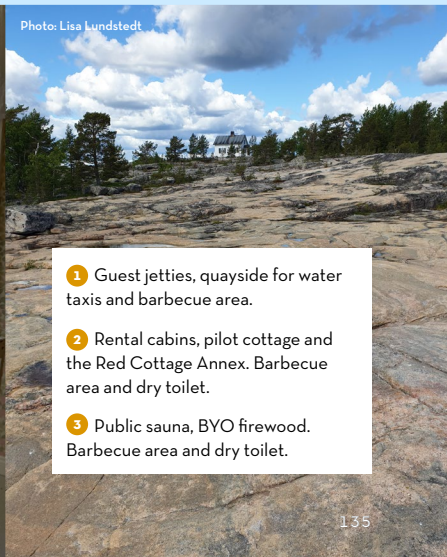 Photo: Lisa Lundstedt
1 Guest jetties, quayside for water
taxis and barbecue area.
2 Rental cabins, pilot cottage and
the Red Cottage Annex. Barbecue
area and dry toilet.
3 Public sauna, BYO firewood.
Barbecue area and dry toilet.
135